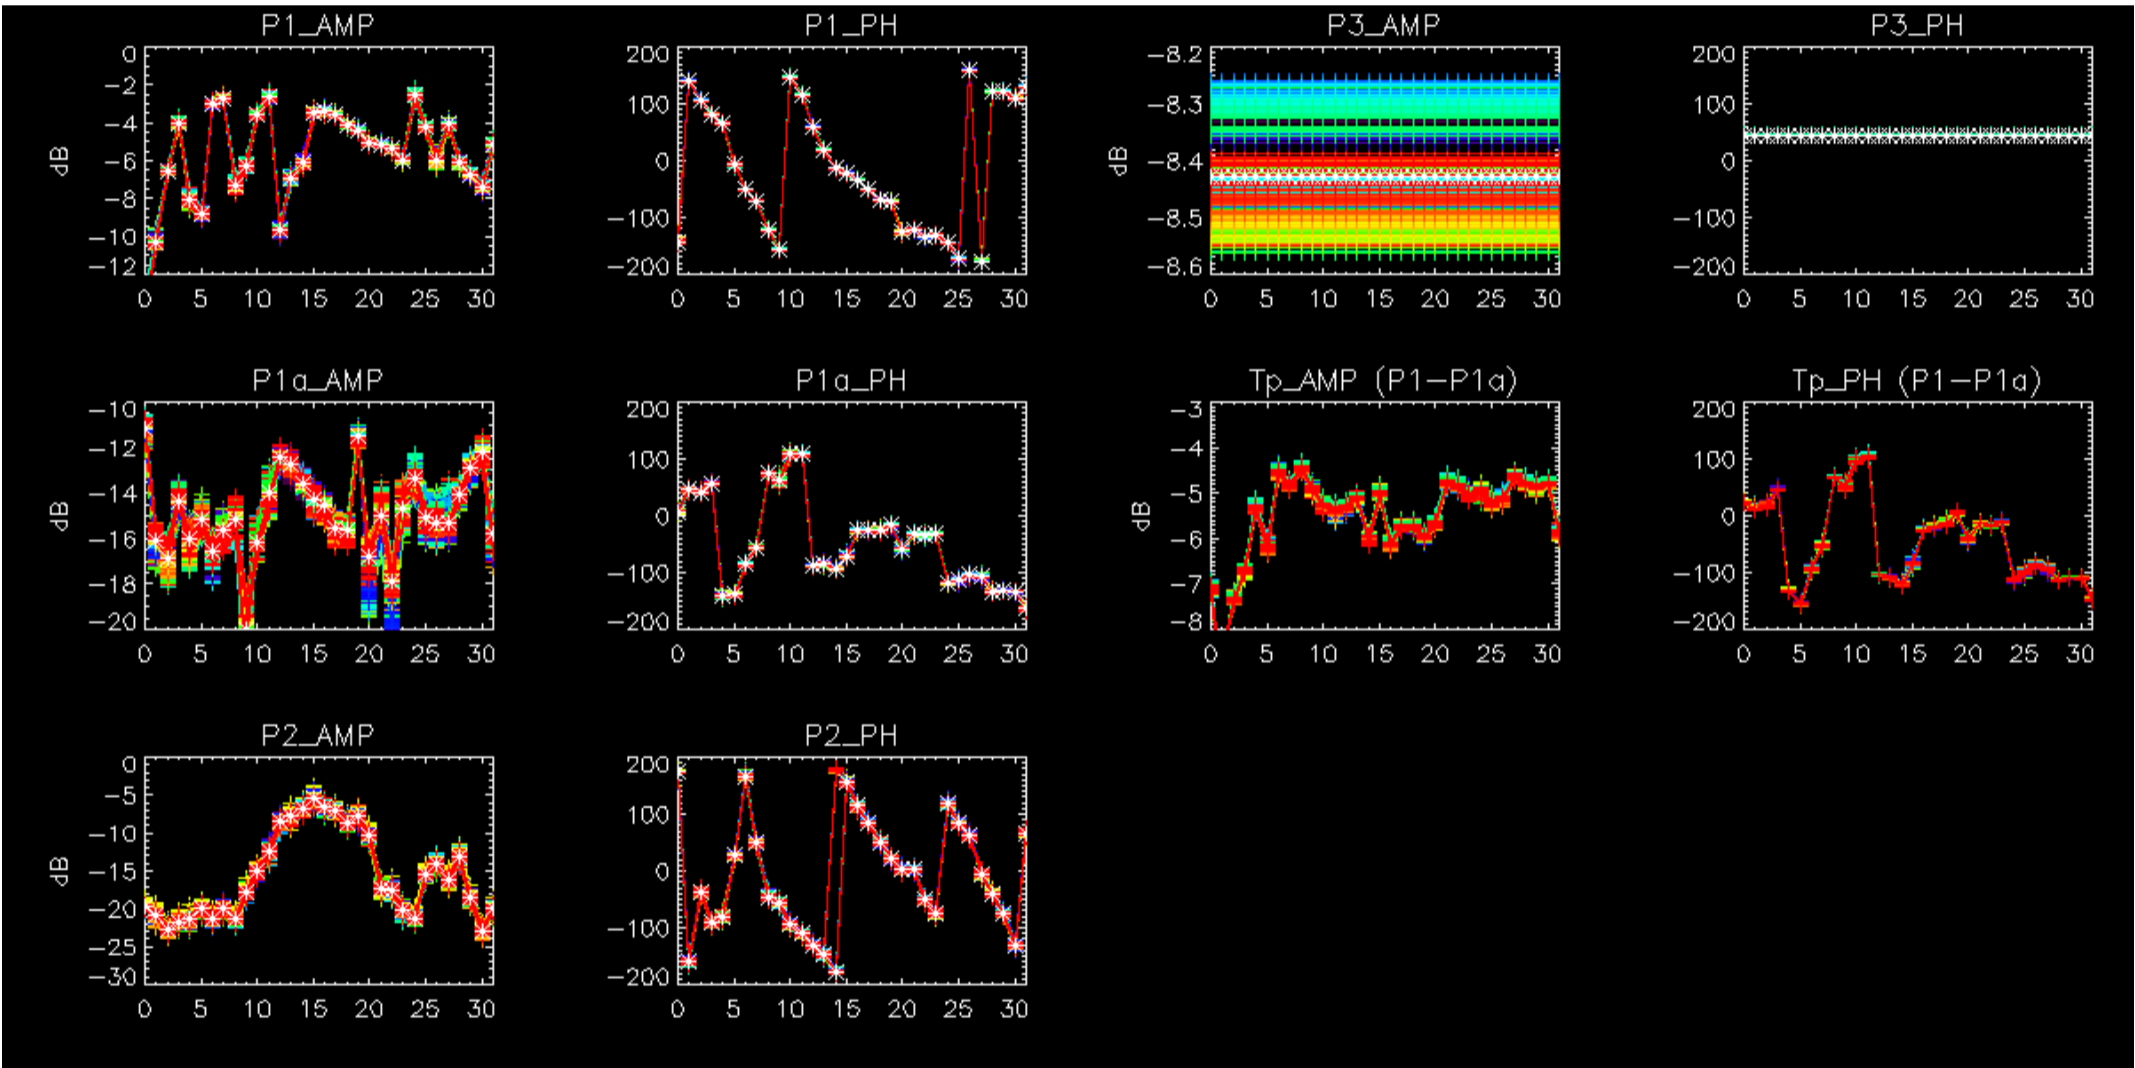 P1_AMP
0
-2
-4
-6
-8
-10
-12
dB
0 5 10 15 20 25 30
P1_PH
200
100
0
-100
-200
0 5 10 15 20 25 30
P3_AMP
-8.2
-8.3
-8.4
-8.5
-8.6
dB
0 5 10 15 20 25 30
P3_PH
200
100
0
-100
-200
0 5 10 15 20 25 30
P1a_AMP
-10
-12
-14
-16
-18
-20
dB
0 5 10 15 20 25 30
P1a_PH
200
100
0
-100
-200
0 5 10 15 20 25 30
Tp_AMP (P1-P1a)
-3
-4
-5
-6
-7
-8
dB
0 5 10 15 20 25 30
Tp_PH (P1-P1a)
200
100
0
-100
-200
0 5 10 15 20 25 30
P2_AMP
0
-5
-10
-15
-20
-25
-30
dB
0 5 10 15 20 25 30
P2_PH
200
100
0
-100
-200
0 5 10 15 20 25 30